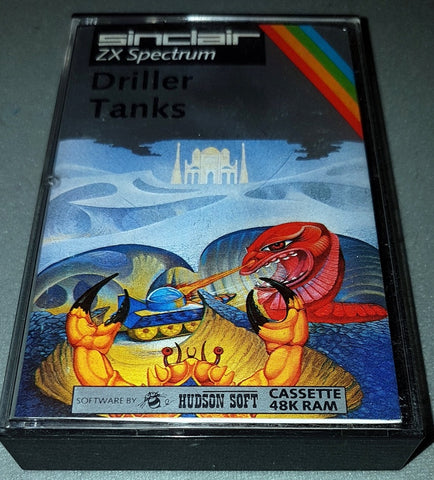 sinclair
ZX Spectrum
Driller
Tanks
SOFTWARE BY HUDSON SOFT
CASSETTE
48K RAM